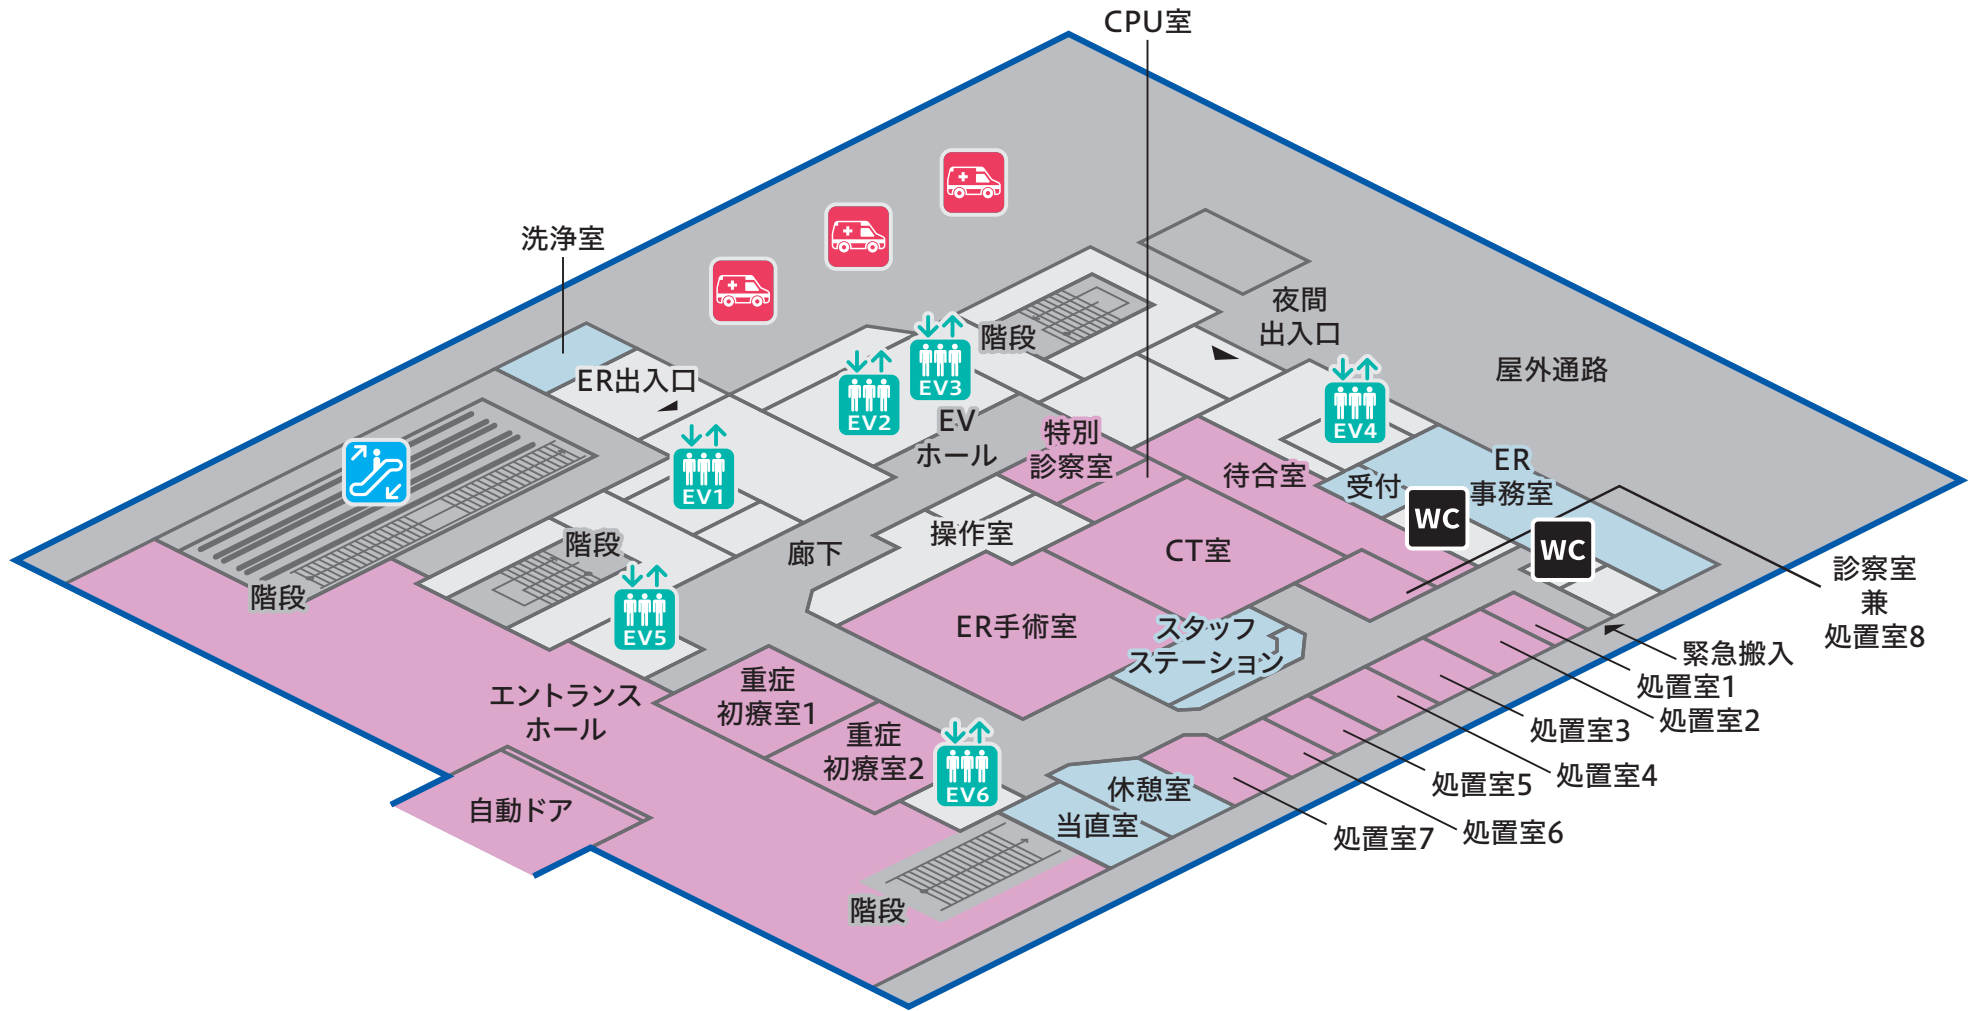 CPU室
洗浄室
夜間
出入口
階段
屋外通路
ER出入口
EV3
EV2
EV4
EV
ホール
特別
診察室
待合室
受付
ER
事務室
EV1
WC
WC
操作室
CT室
廊下
階段
階段
診察室
兼
処置室8
EV5
ER手術室
スタッフ
ステーション
緊急搬入
処置室1
処置室2
処置室3
処置室4
処置室5
処置室6
処置室7
エントランス
ホール
重症
初療室1
重症
初療室2
EV6
休憩室
当直室
自動ドア
階段